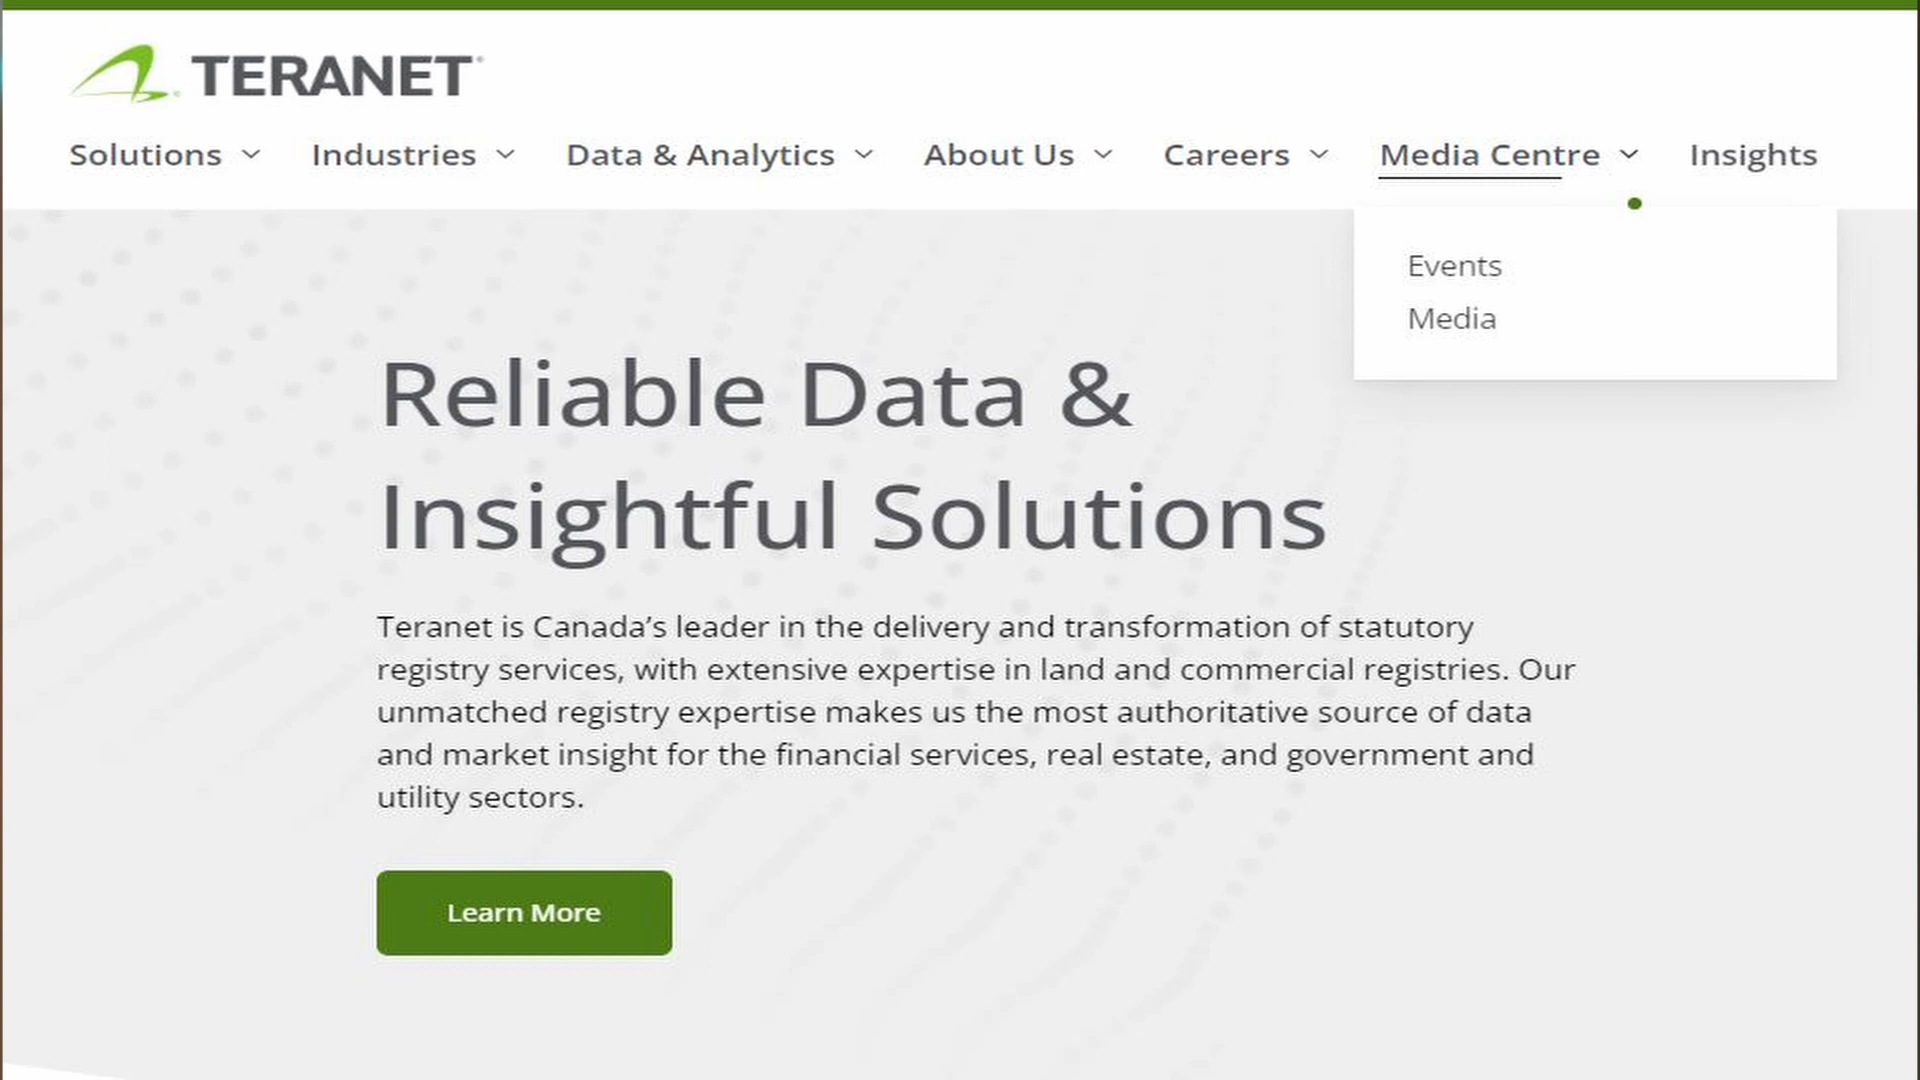 TERANET
Solutions Industries Data & Analytics About Us Careers Media Centre Insights
Events
Media
Reliable Data &
Insightful Solutions
Teranet is Canada’s leader in the delivery and transformation of statutory
registry services, with extensive expertise in land and commercial registries. Our
unmatched registry expertise makes us the most authoritative source of data
and market insight for the financial services, real estate, and government and
utility sectors.
Learn More